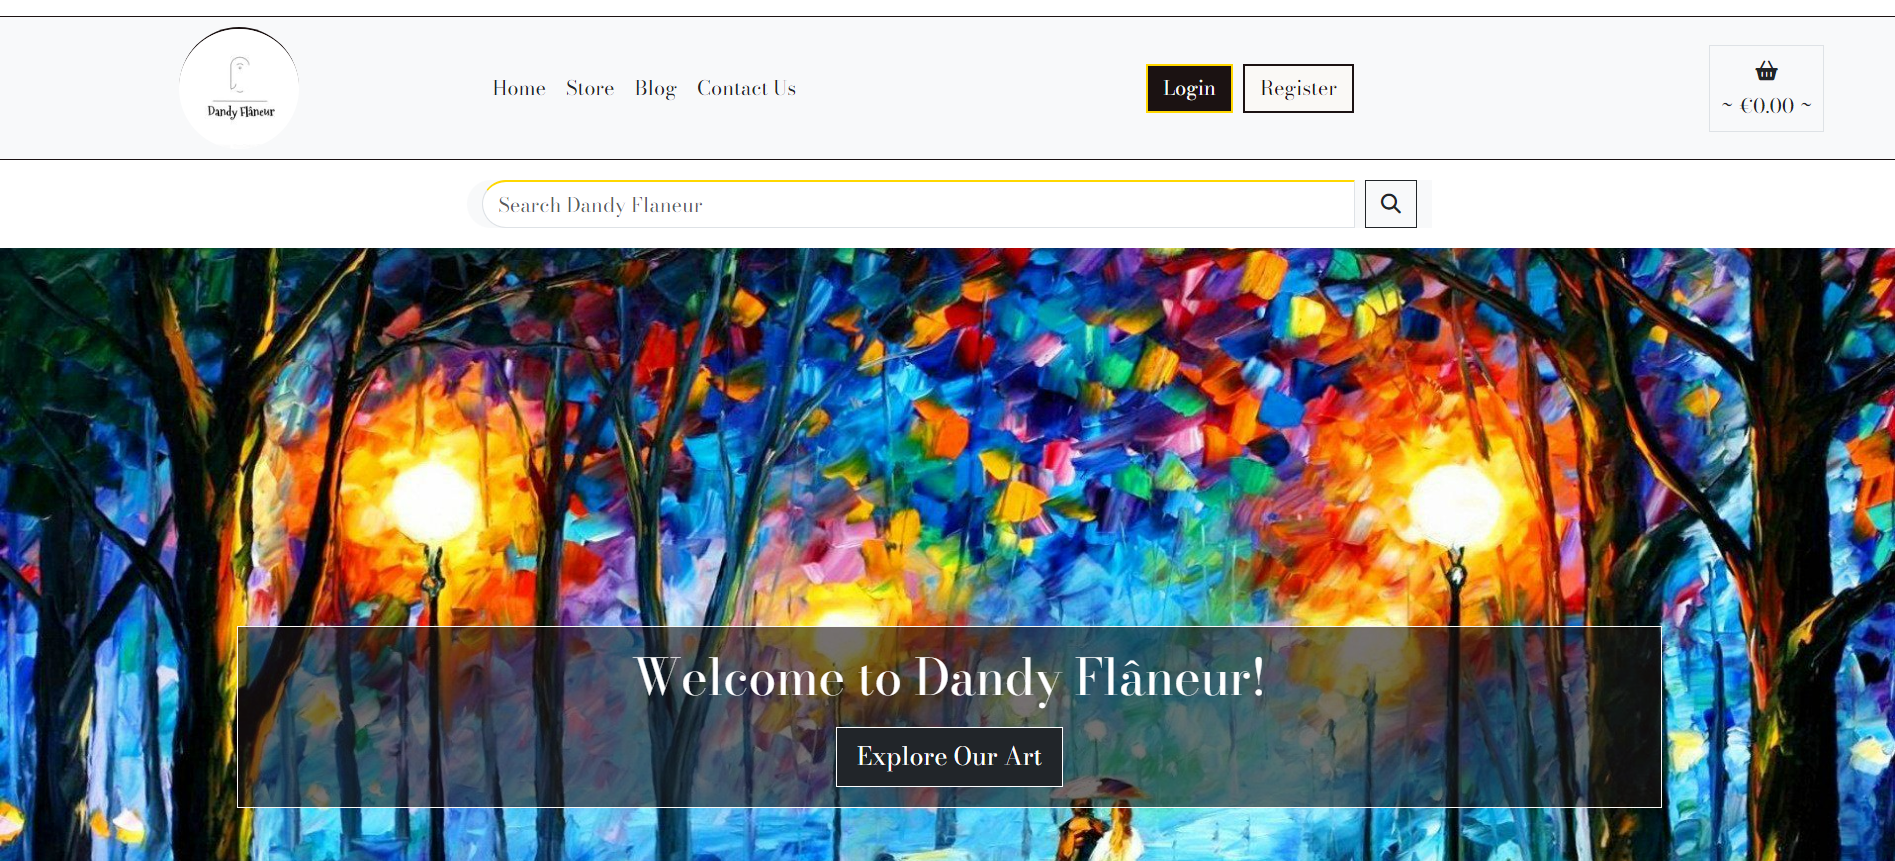 Dandy Flâneur
Home Store Blog Contact Us
Login Register
~ €0.00 ~
Search Dandy Flaneur
Welcome to Dandy Flâneur!
Explore Our Art